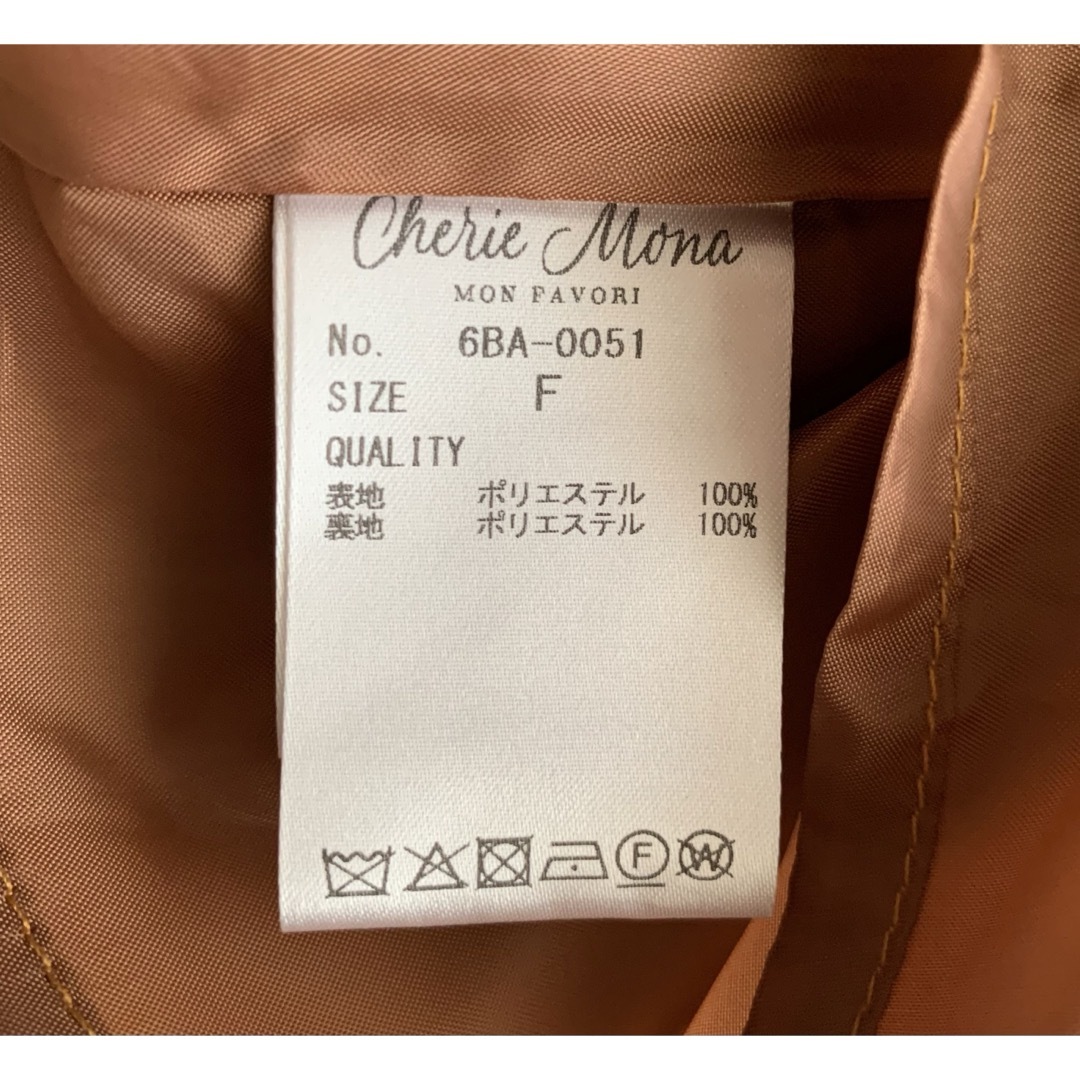 Cherie Mona
MON FAVORI
No. 6BA-0051
SIZE F
QUALITY
表地 ポリエステル 100%
裏地 ポリエステル 100%
F W